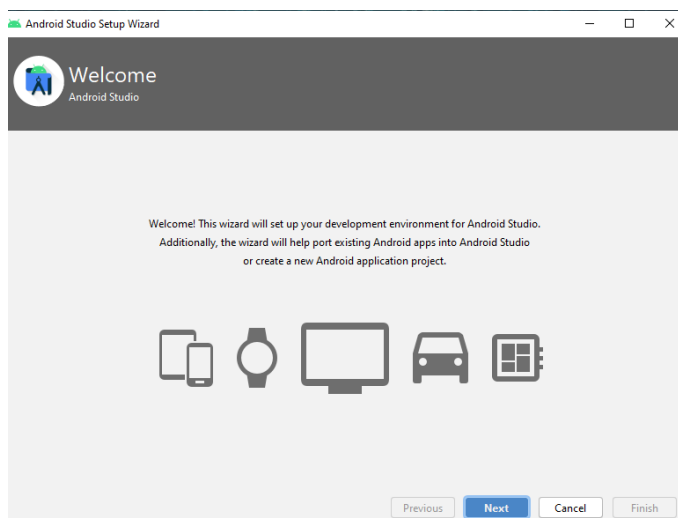 Android Studio Setup Wizard
Welcome
Android Studio
Welcome! This wizard will set up your development environment for Android Studio.
Additionally, the wizard will help port existing Android apps into Android Studio
or create a new Android application project.
Previous Next Cancel Finish